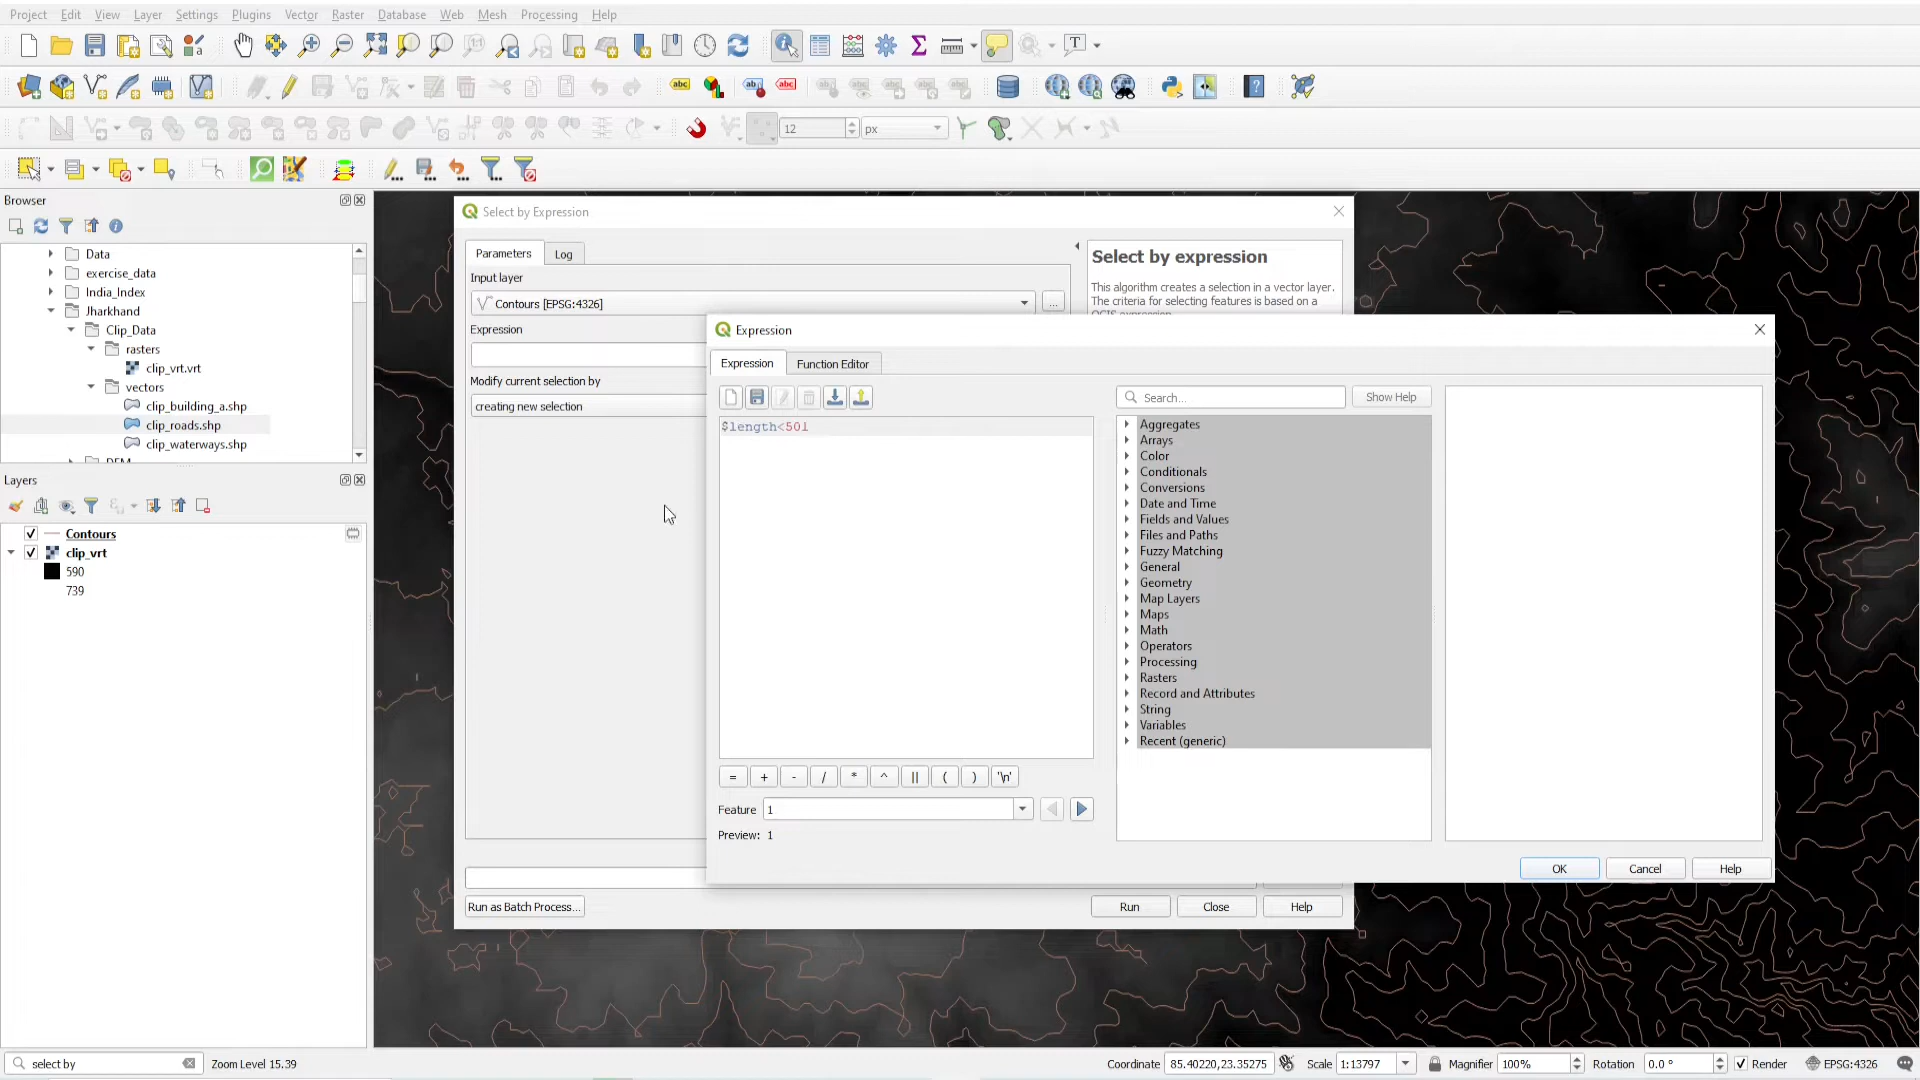 Project Edit View Layer Settings Plugins Vector Raster Database Web Mesh Processing Help
12 px
Browser
Data
exercise_data
India_Index
Jharkhand
Clip_Data
rasters
clip_vrt.vrt
vectors
clip_building_a.shp
clip_roads.shp
clip_waterways.shp
Layers
Contours
clip_vrt
590
739
Select by Expression
Parameters Log
Input layer
Contours [EPSG:4326]
...
Expression
Modify current selection by
creating new selection
Select by expression
This algorithm creates a selection in a vector layer.
The criteria for selecting features is based on a
Expression
Expression Function Editor
Search... Show Help
$length<501
Aggregates
Arrays
Color
Conditionals
Conversions
Date and Time
Fields and Values
Files and Paths
Fuzzy Matching
General
Geometry
Map Layers
Maps
Math
Operators
Processing
Rasters
Record and Attributes
String
Variables
Recent (generic)
= + - / * ^ || ( ) '\n'
Feature 1
Preview: 1
OK Cancel Help
Run as Batch Process... Run Close Help
select by Zoom Level 15.39 Coordinate 85.40220,23.35275 Scale 1:13797 Magnifier 100% Rotation 0.0 ° Render EPSG:4326